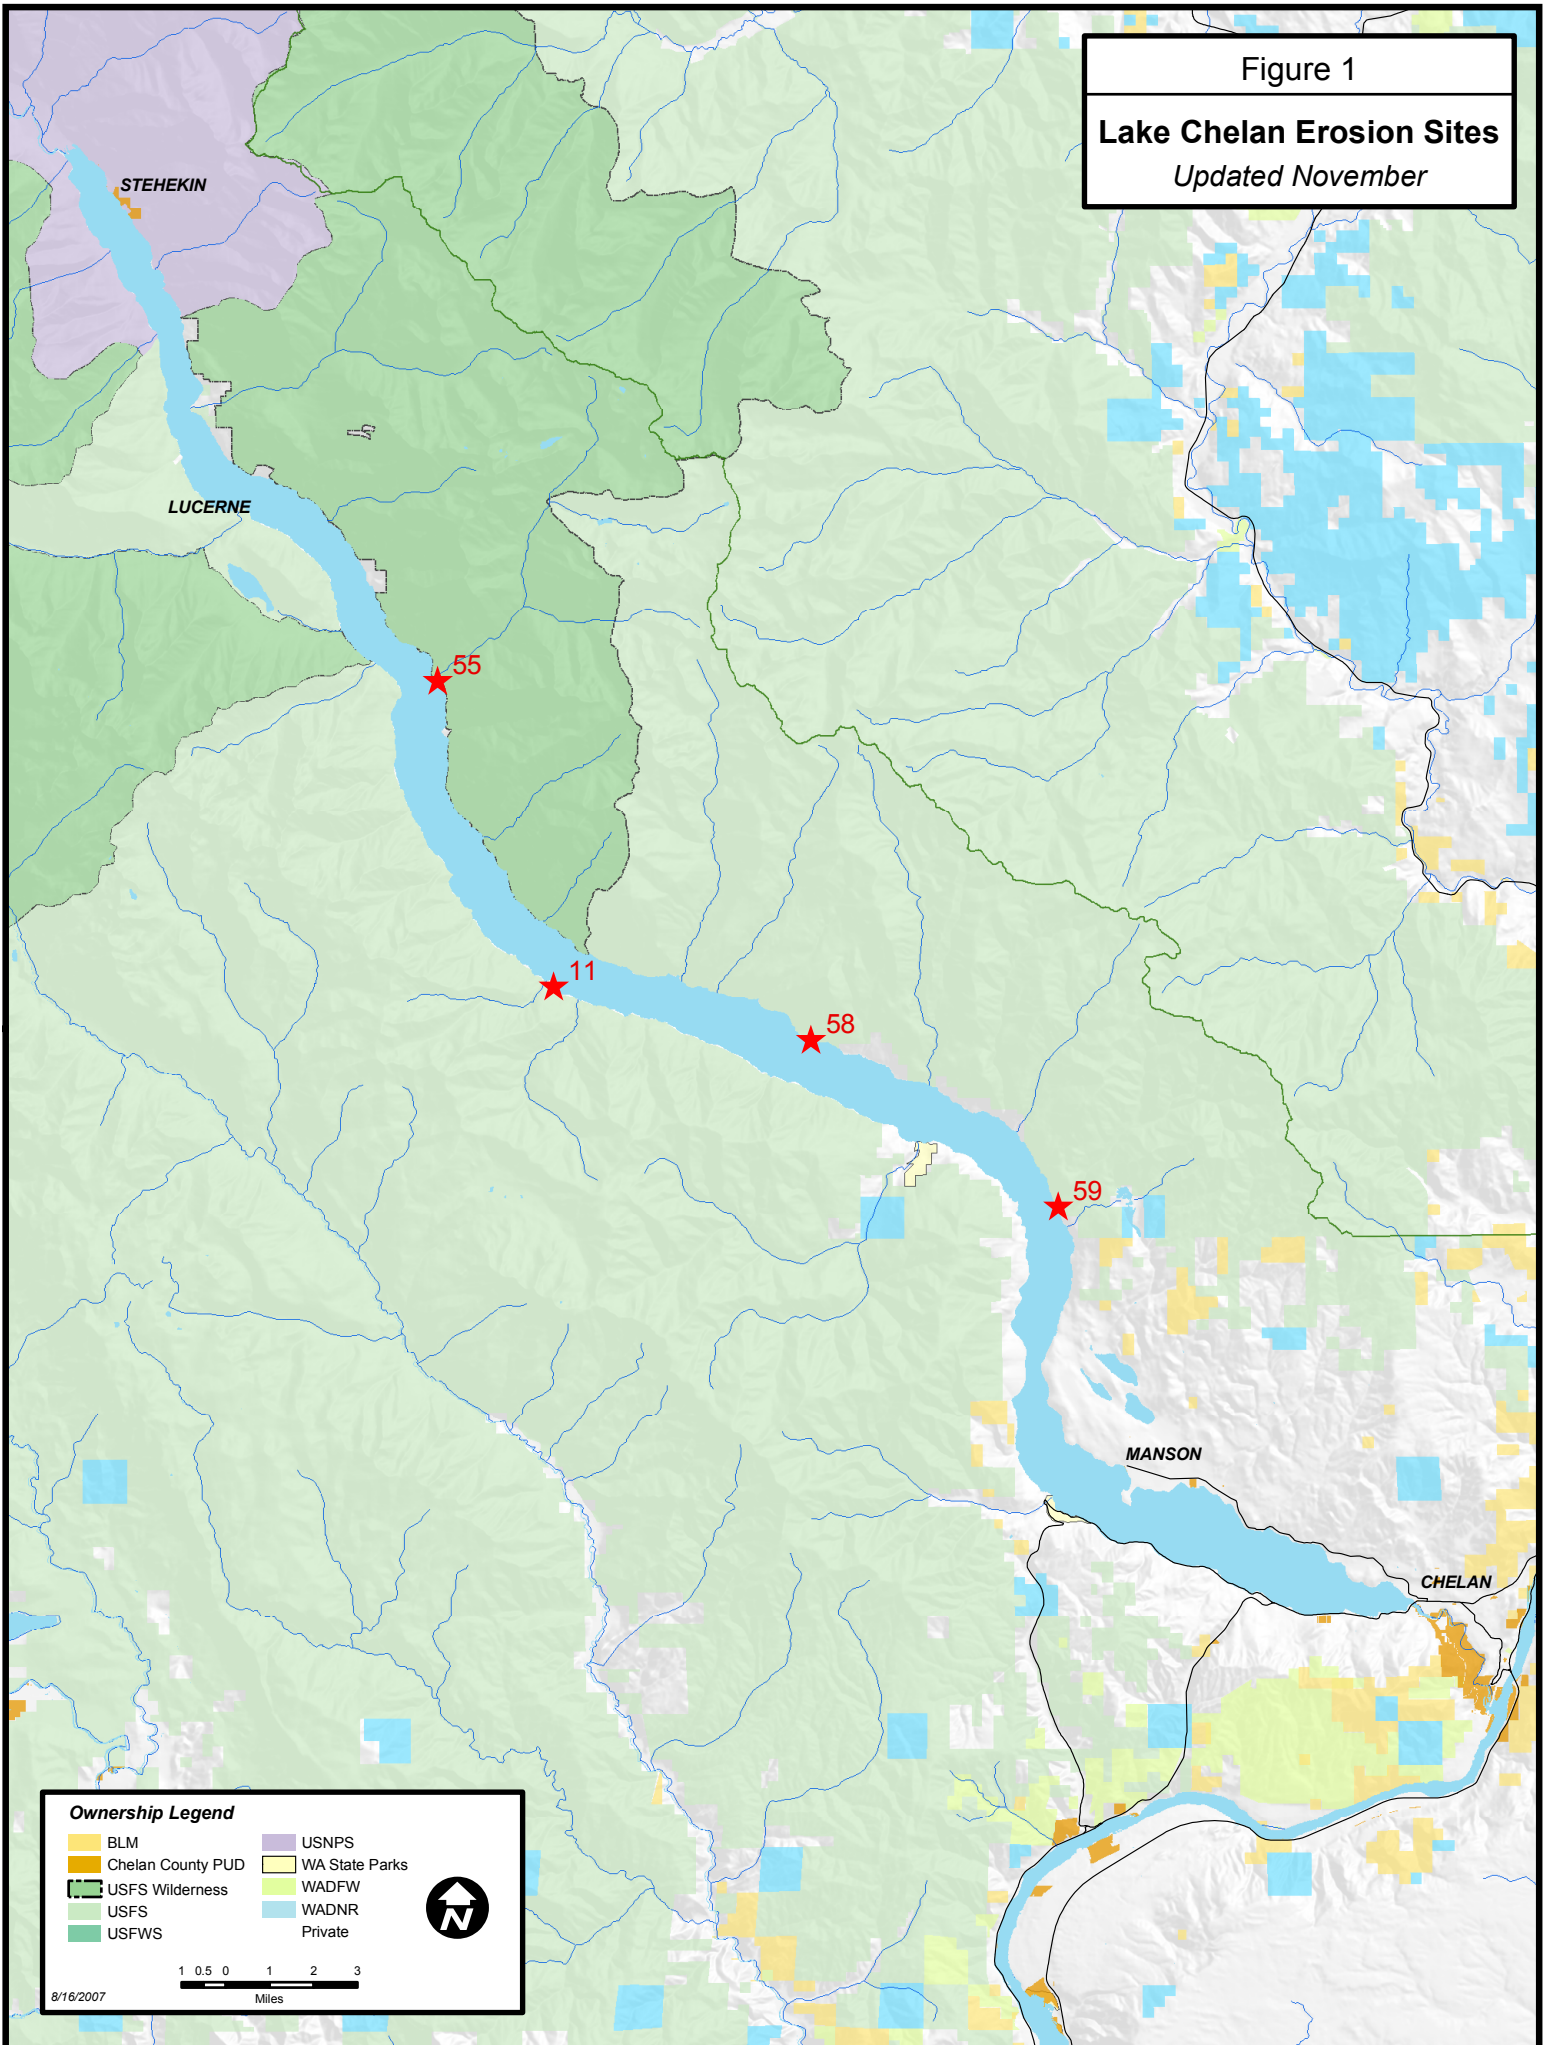 Figure 1
Lake Chelan Erosion Sites
Updated November
STEHEKIN
LUCERNE
55
11
58
59
MANSON
CHELAN
Ownership Legend
BLM
Chelan County PUD
USFS Wilderness
USFS
USFWS
USNPS
WA State Parks
WADFW
WADNR
Private
N
1 0.5 0 1 2 3
Miles
8/16/2007